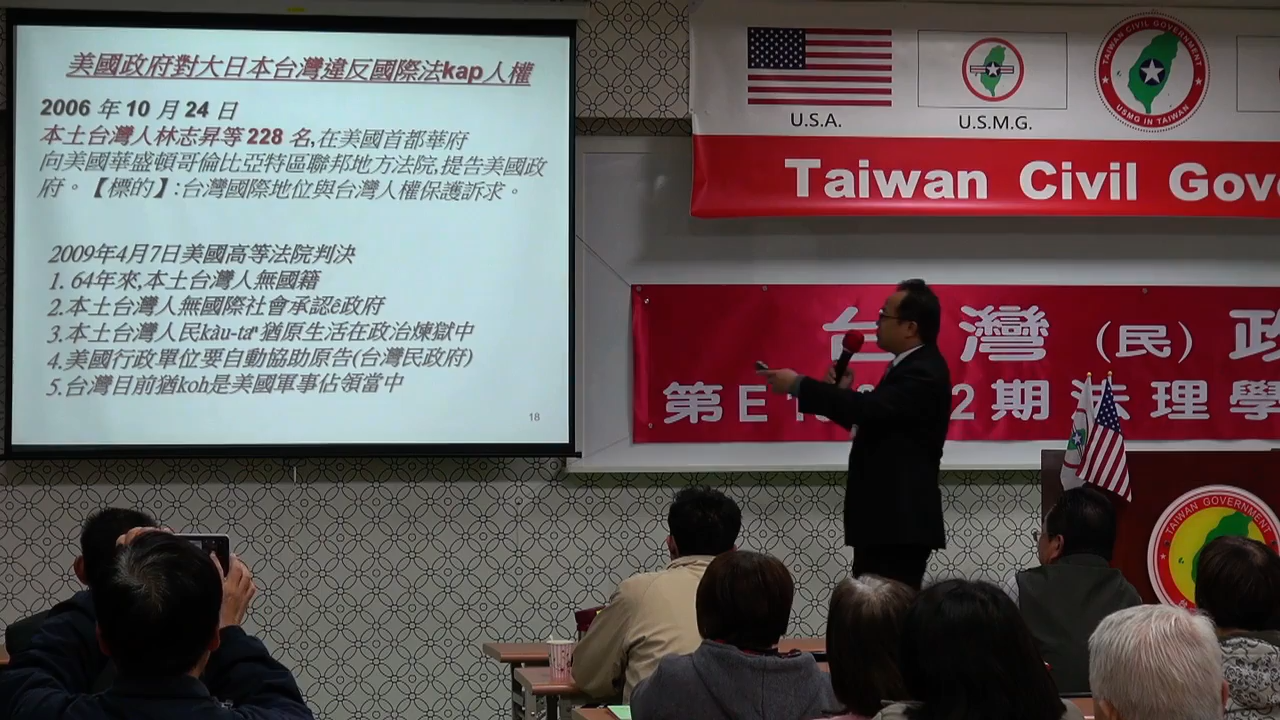 美國政府對大日本台灣違反國際法kap人權
2006 年 10 月 24 日
本土台灣人林志昇等 228 名,在美國首都華府
向美國華盛頓哥倫比亞特區聯邦地方法院,提告美國政
府。【標的】:台灣國際地位與台灣人權保護訴求。
2009年4月7日美國高等法院判決
1. 64年來,本土台灣人無國籍
2.本土台灣人無國際社會承認ê政府
3.本土台灣人民kàu-taⁿ 猶原生活在政治煉獄中
4.美國行政單位要自動協助原告(台灣民政府)
5.台灣目前猶koh是美國軍事佔領當中
18
U.S.A.
U.S.M.G.
TAIWAN CIVIL GOVERNMENT
USMG IN TAIWAN
Taiwan Civil Gov
台灣(民)政
第E1 2期法理學
TAIWAN GOVERNMENT